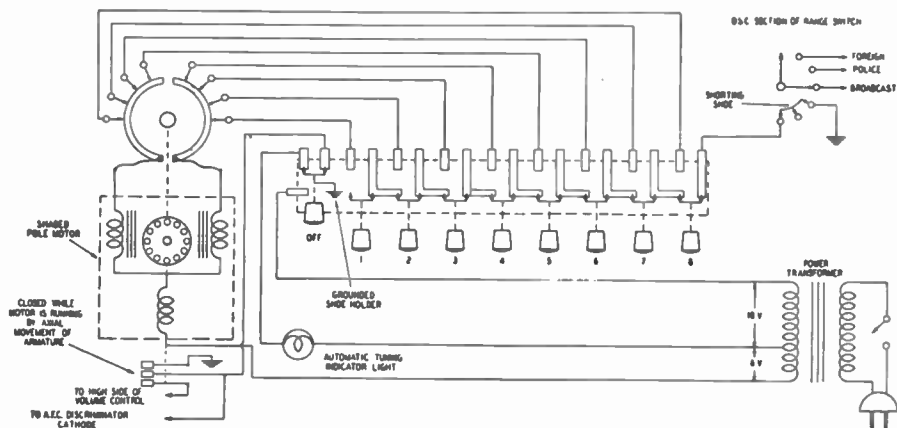 OSC SECTION OF RANGE SWITCH
FOREIGN
POLICE
BROADCAST
SHORTING
SHOE
SHADED
POLE MOTOR
OFF
1 2 3 4 5 6 7 8
GROUNDED
SHOE HOLDER
POWER
TRANSFORMER
CLOSED WHILE
MOTOR IS RUNNING
BY AXIAL
MOVEMENT OF
ARMATURE
AUTOMATIC TUNING
INDICATOR LIGHT
18 V
6 V
TO HIGH SIDE OF
VOLUME CONTROL
TO A.F.C. DISCRIMINATOR
CATHODE